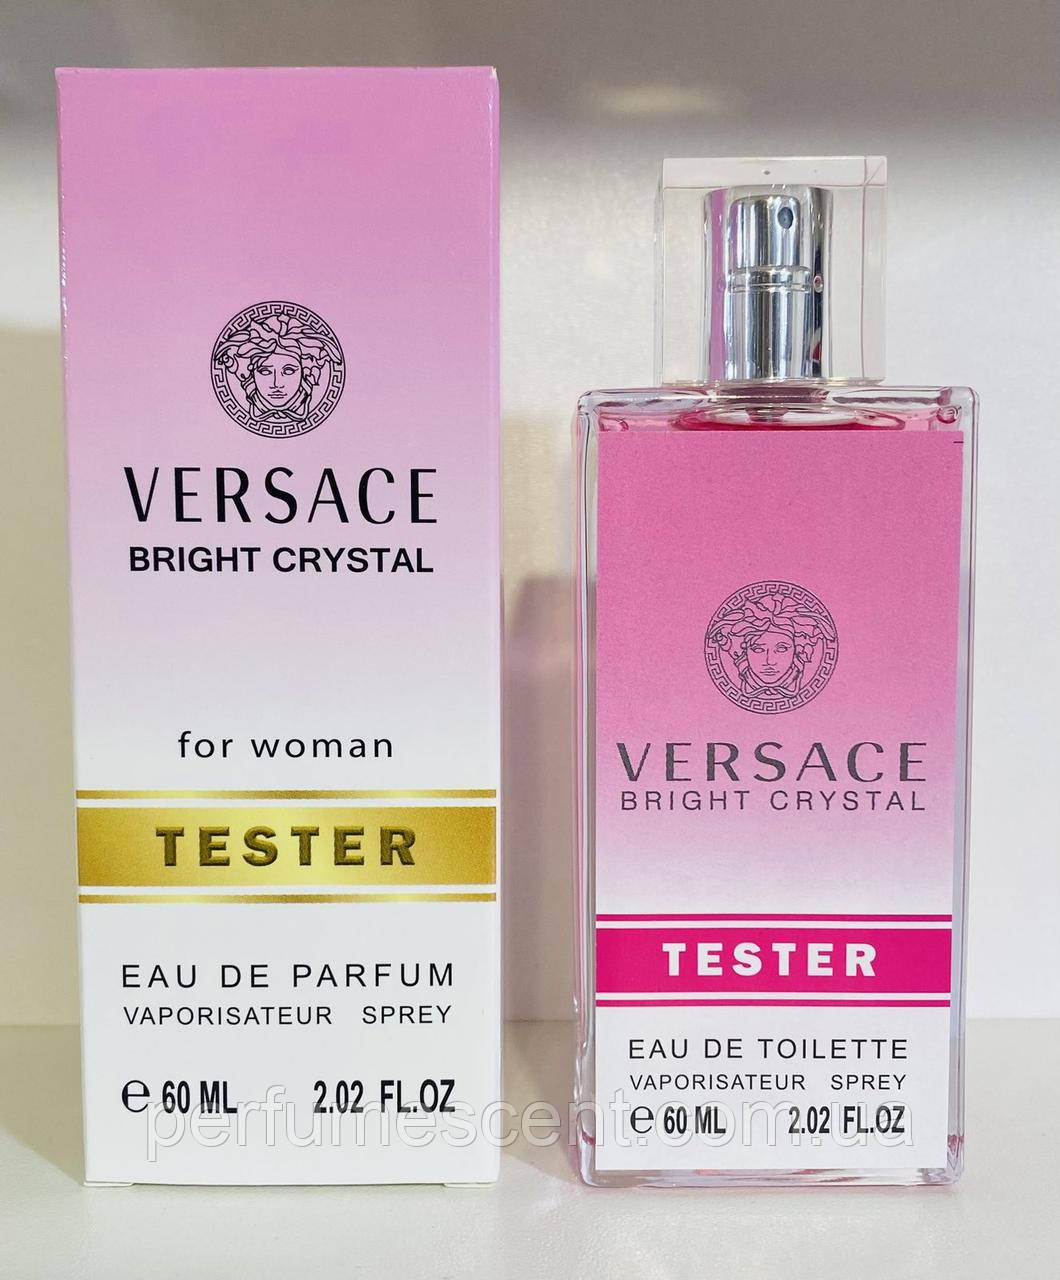 VERSACE
BRIGHT CRYSTAL
for woman
TESTER
EAU DE PARFUM
VAPORISATEUR SPREY
e 60 ML 2.02 FL.OZ
VERSACE
BRIGHT CRYSTAL
TESTER
EAU DE TOILETTE
VAPORISATEUR SPREY
e 60 ML 2.02 FL.OZ
perfumescent.com.ua